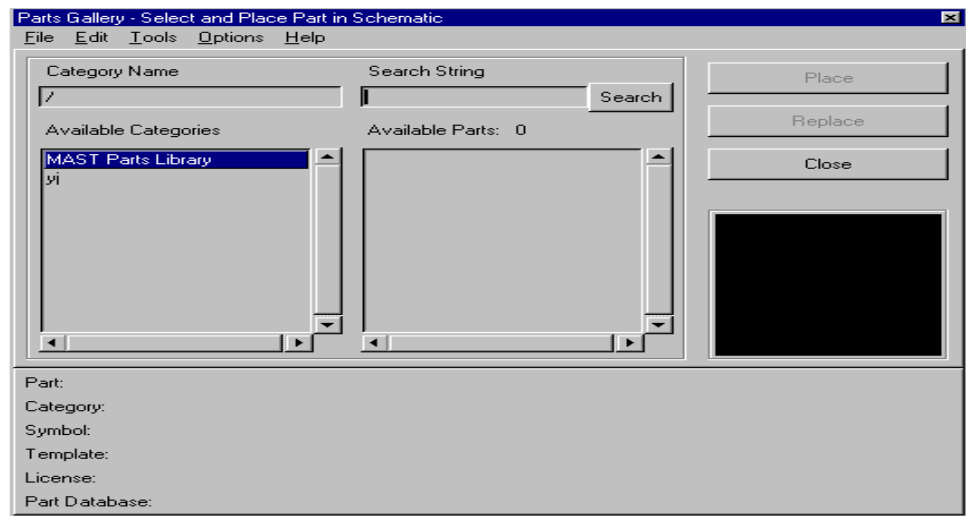 Parts Gallery - Select and Place Part in Schematic
File Edit Tools Options Help
Category Name
Search String
/
Search
Available Categories
Available Parts: 0
MAST Parts Library
yi
Place
Replace
Close
Part:
Category:
Symbol:
Template:
License:
Part Database: